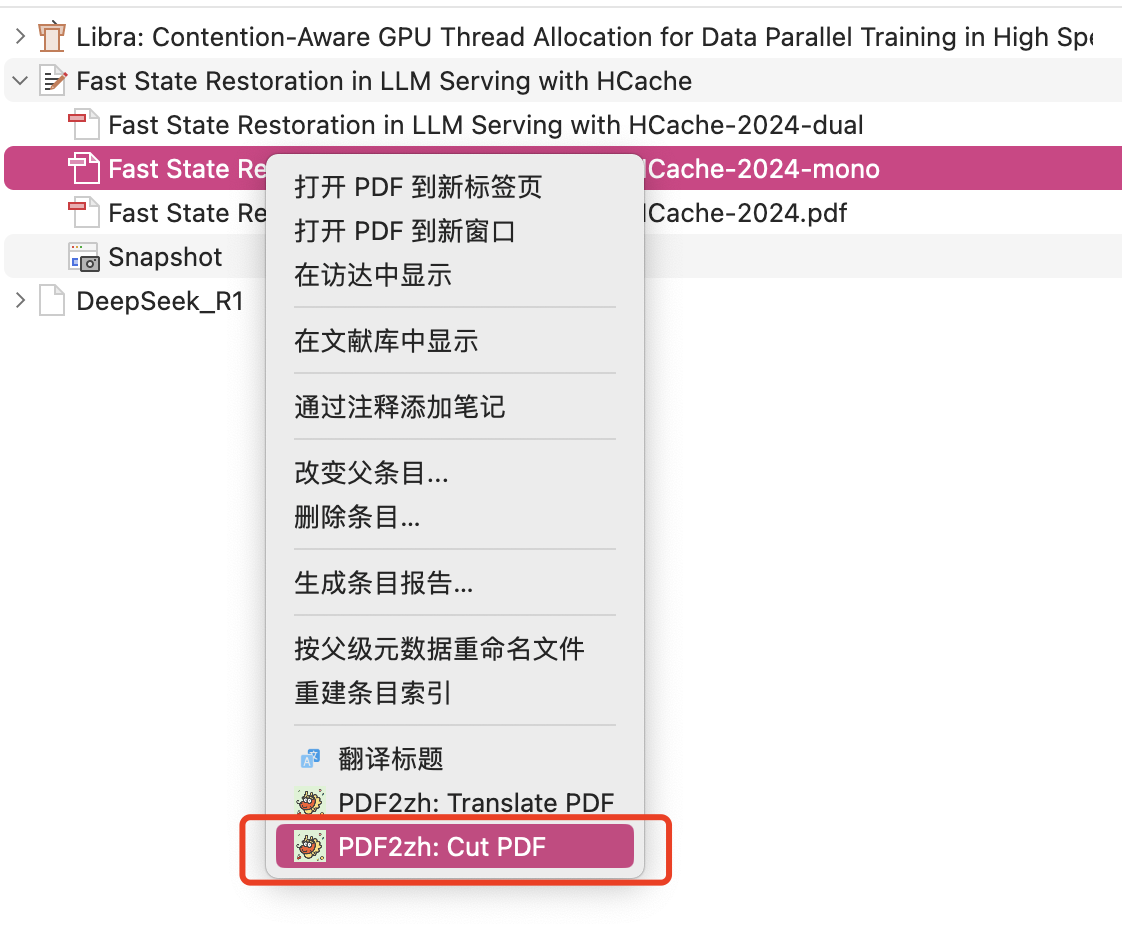 Libra: Contention-Aware GPU Thread Allocation for Data Parallel Training in High
Fast State Restoration in LLM Serving with HCache
Fast State Restoration in LLM Serving with HCache-2024-dual
Fast State Re
Cache-2024-mono
Fast State Re
Cache-2024.pdf
Snapshot
DeepSeek_R1
打开 PDF 到新标签页
打开 PDF 到新窗口
在访达中显示
在文献库中显示
通过注释添加笔记
改变父条目...
删除条目...
生成条目报告...
按父级元数据重命名文件
重建条目索引
翻译标题
PDF2zh: Translate PDF
PDF2zh: Cut PDF